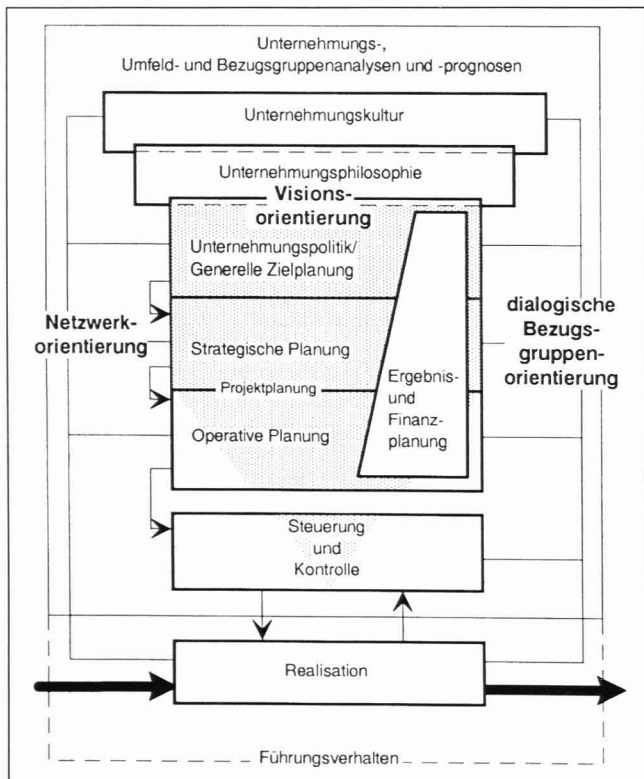 Unternehmungs-,
Umfeld- und Bezugsgruppenanalysen und -prognosen
Unternehmungskultur
Unternehmungsphilosophie
Visions-
orientierung
Unternehmungspolitik/
Generelle Zielplanung
Netzwerk-
orientierung
dialogische
Bezugs-
gruppen-
orientierung
Strategische Planung
Projektplanung
Ergebnis-
und
Finanz-
planung
Operative Planung
Steuerung
und
Kontrolle
Realisation
Führungsverhalten